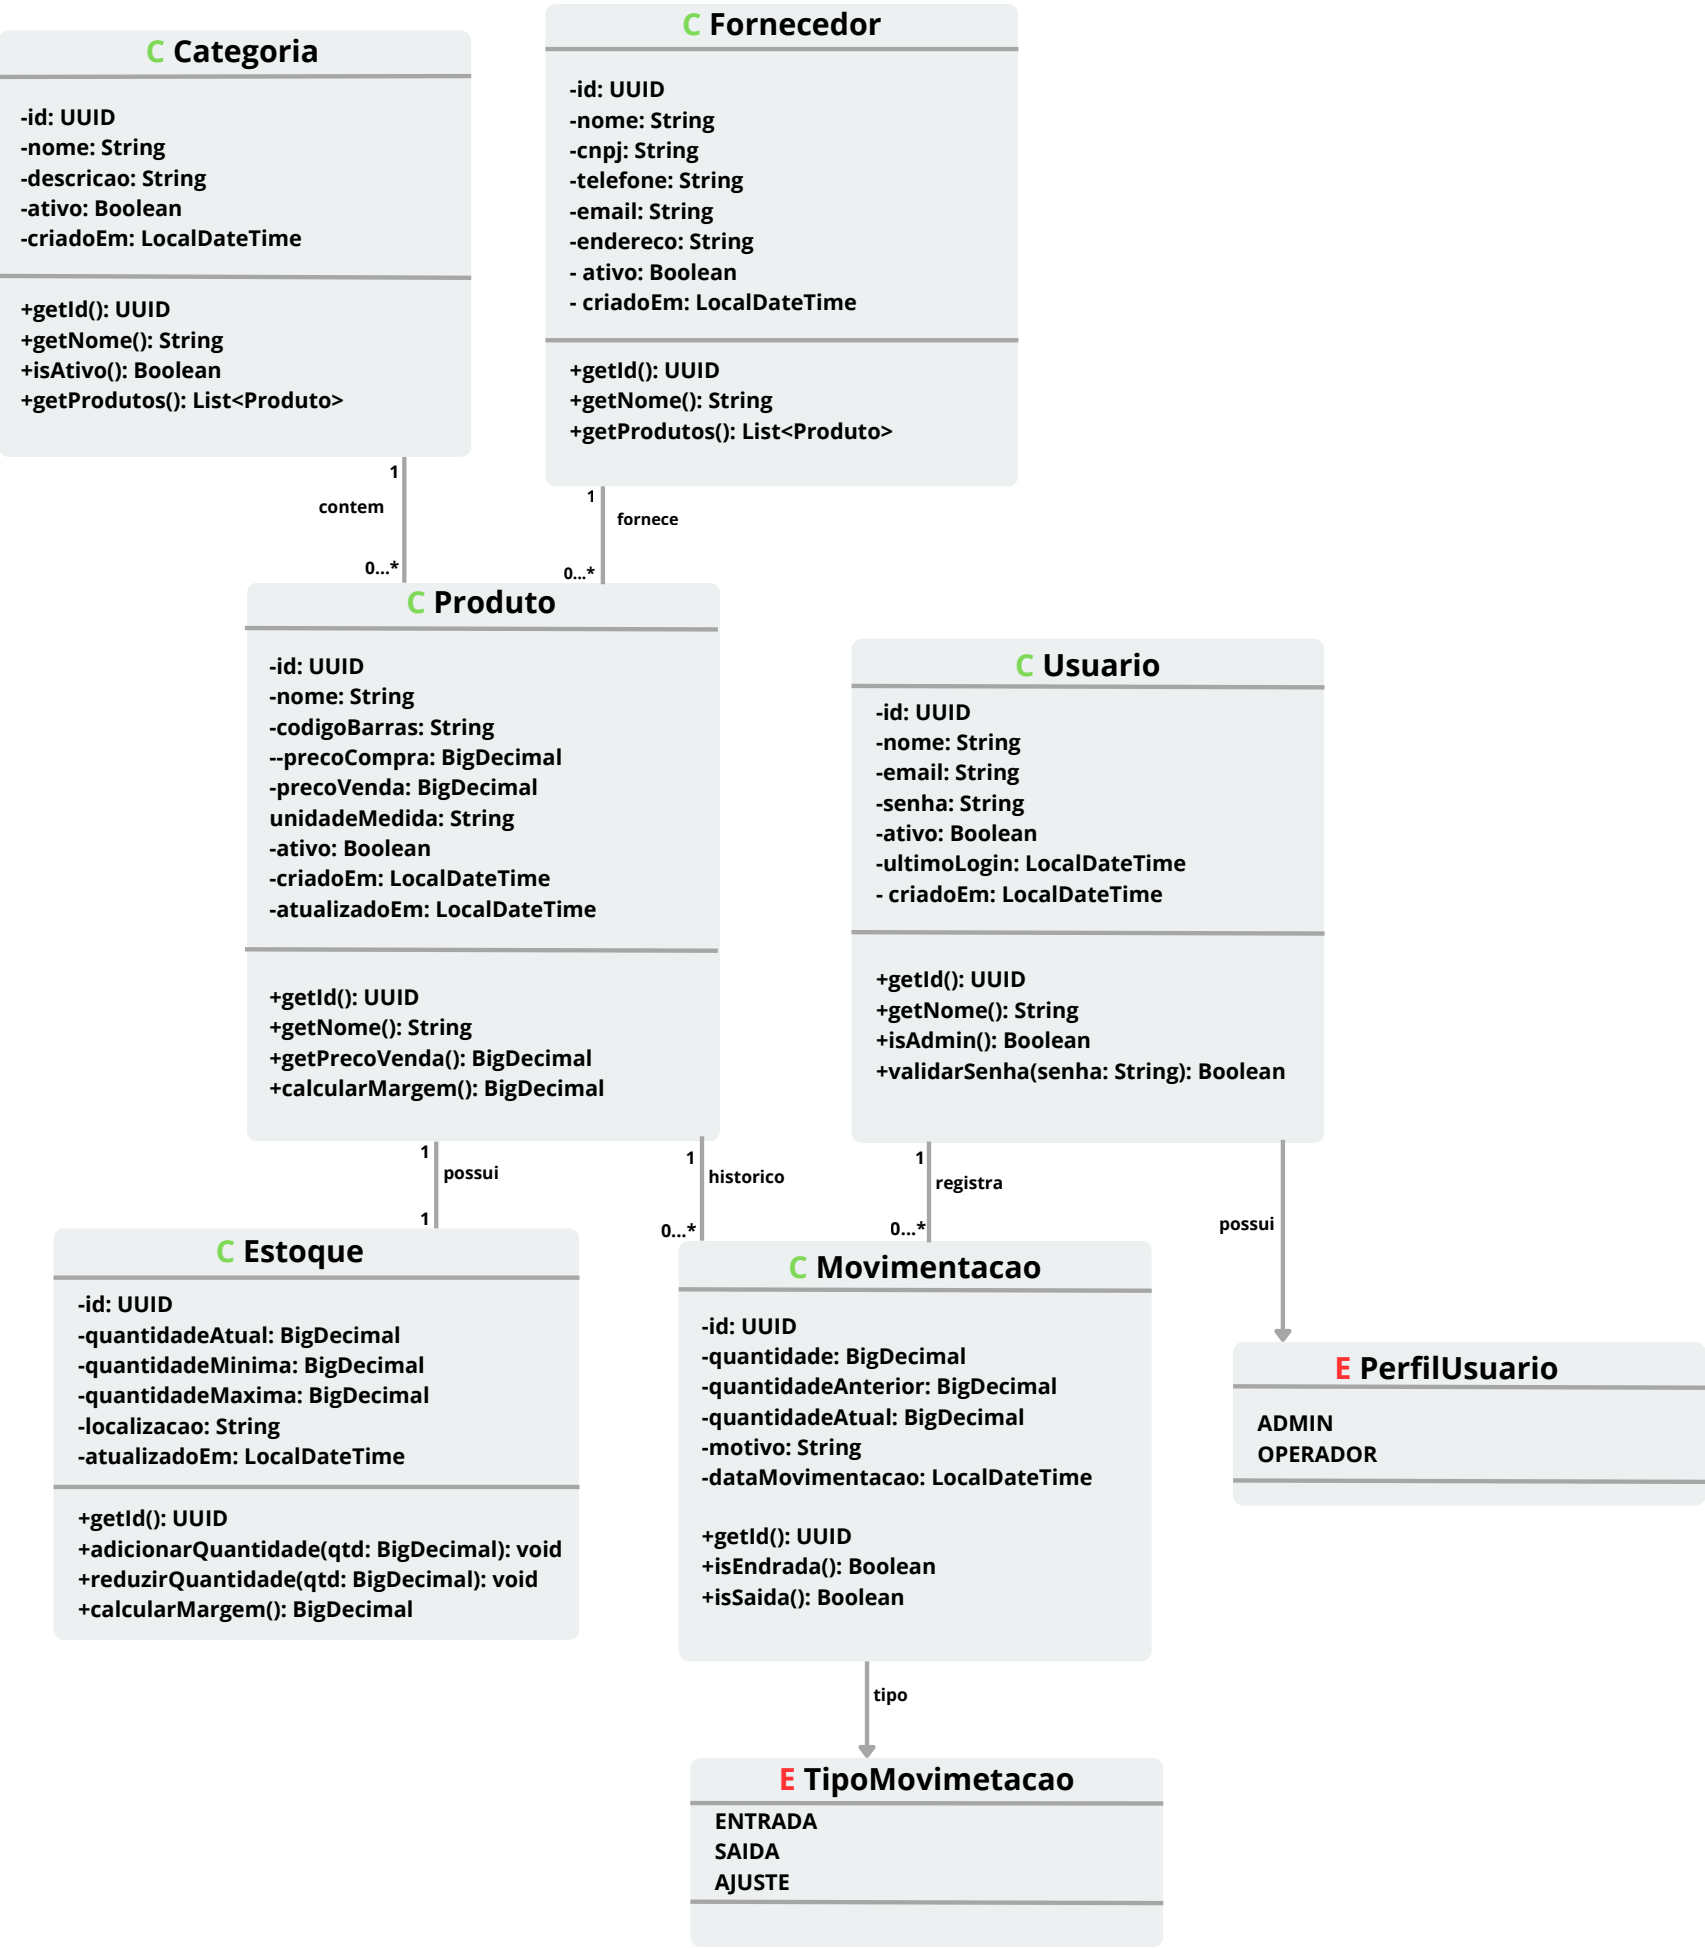 C Categoria
-id: UUID
-nome: String
-descricao: String
-ativo: Boolean
-criadoEm: LocalDateTime
+getId(): UUID
+getNome(): String
+isAtivo(): Boolean
+getProdutos(): List<Produto>
C Fornecedor
-id: UUID
-nome: String
-cnpj: String
-telefone: String
-email: String
-endereco: String
- ativo: Boolean
- criadoEm: LocalDateTime
+getId(): UUID
+getNome(): String
+getProdutos(): List<Produto>
1
contem
0...*
1
fornece
0...*
C Produto
-id: UUID
-nome: String
-codigoBarras: String
--precoCompra: BigDecimal
-precoVenda: BigDecimal
unidadeMedida: String
-ativo: Boolean
-criadoEm: LocalDateTime
-atualizadoEm: LocalDateTime
+getId(): UUID
+getNome(): String
+getPrecoVenda(): BigDecimal
+calcularMargem(): BigDecimal
C Usuario
-id: UUID
-nome: String
-email: String
-senha: String
-ativo: Boolean
-ultimoLogin: LocalDateTime
- criadoEm: LocalDateTime
+getId(): UUID
+getNome(): String
+isAdmin(): Boolean
+validarSenha(senha: String): Boolean
1
possui
1
1
historico
0...*
1
registra
0...*
possui
C Estoque
-id: UUID
-quantidadeAtual: BigDecimal
-quantidadeMinima: BigDecimal
-quantidadeMaxima: BigDecimal
-localizacao: String
-atualizadoEm: LocalDateTime
+getId(): UUID
+adicionarQuantidade(qtd: BigDecimal): void
+reduzirQuantidade(qtd: BigDecimal): void
+calcularMargem(): BigDecimal
C Movimentacao
-id: UUID
-quantidade: BigDecimal
-quantidadeAnterior: BigDecimal
-quantidadeAtual: BigDecimal
-motivo: String
-dataMovimentacao: LocalDateTime
+getId(): UUID
+isEndrada(): Boolean
+isSaida(): Boolean
E PerfilUsuario
ADMIN
OPERADOR
tipo
E TipoMovimetacao
ENTRADA
SAIDA
AJUSTE